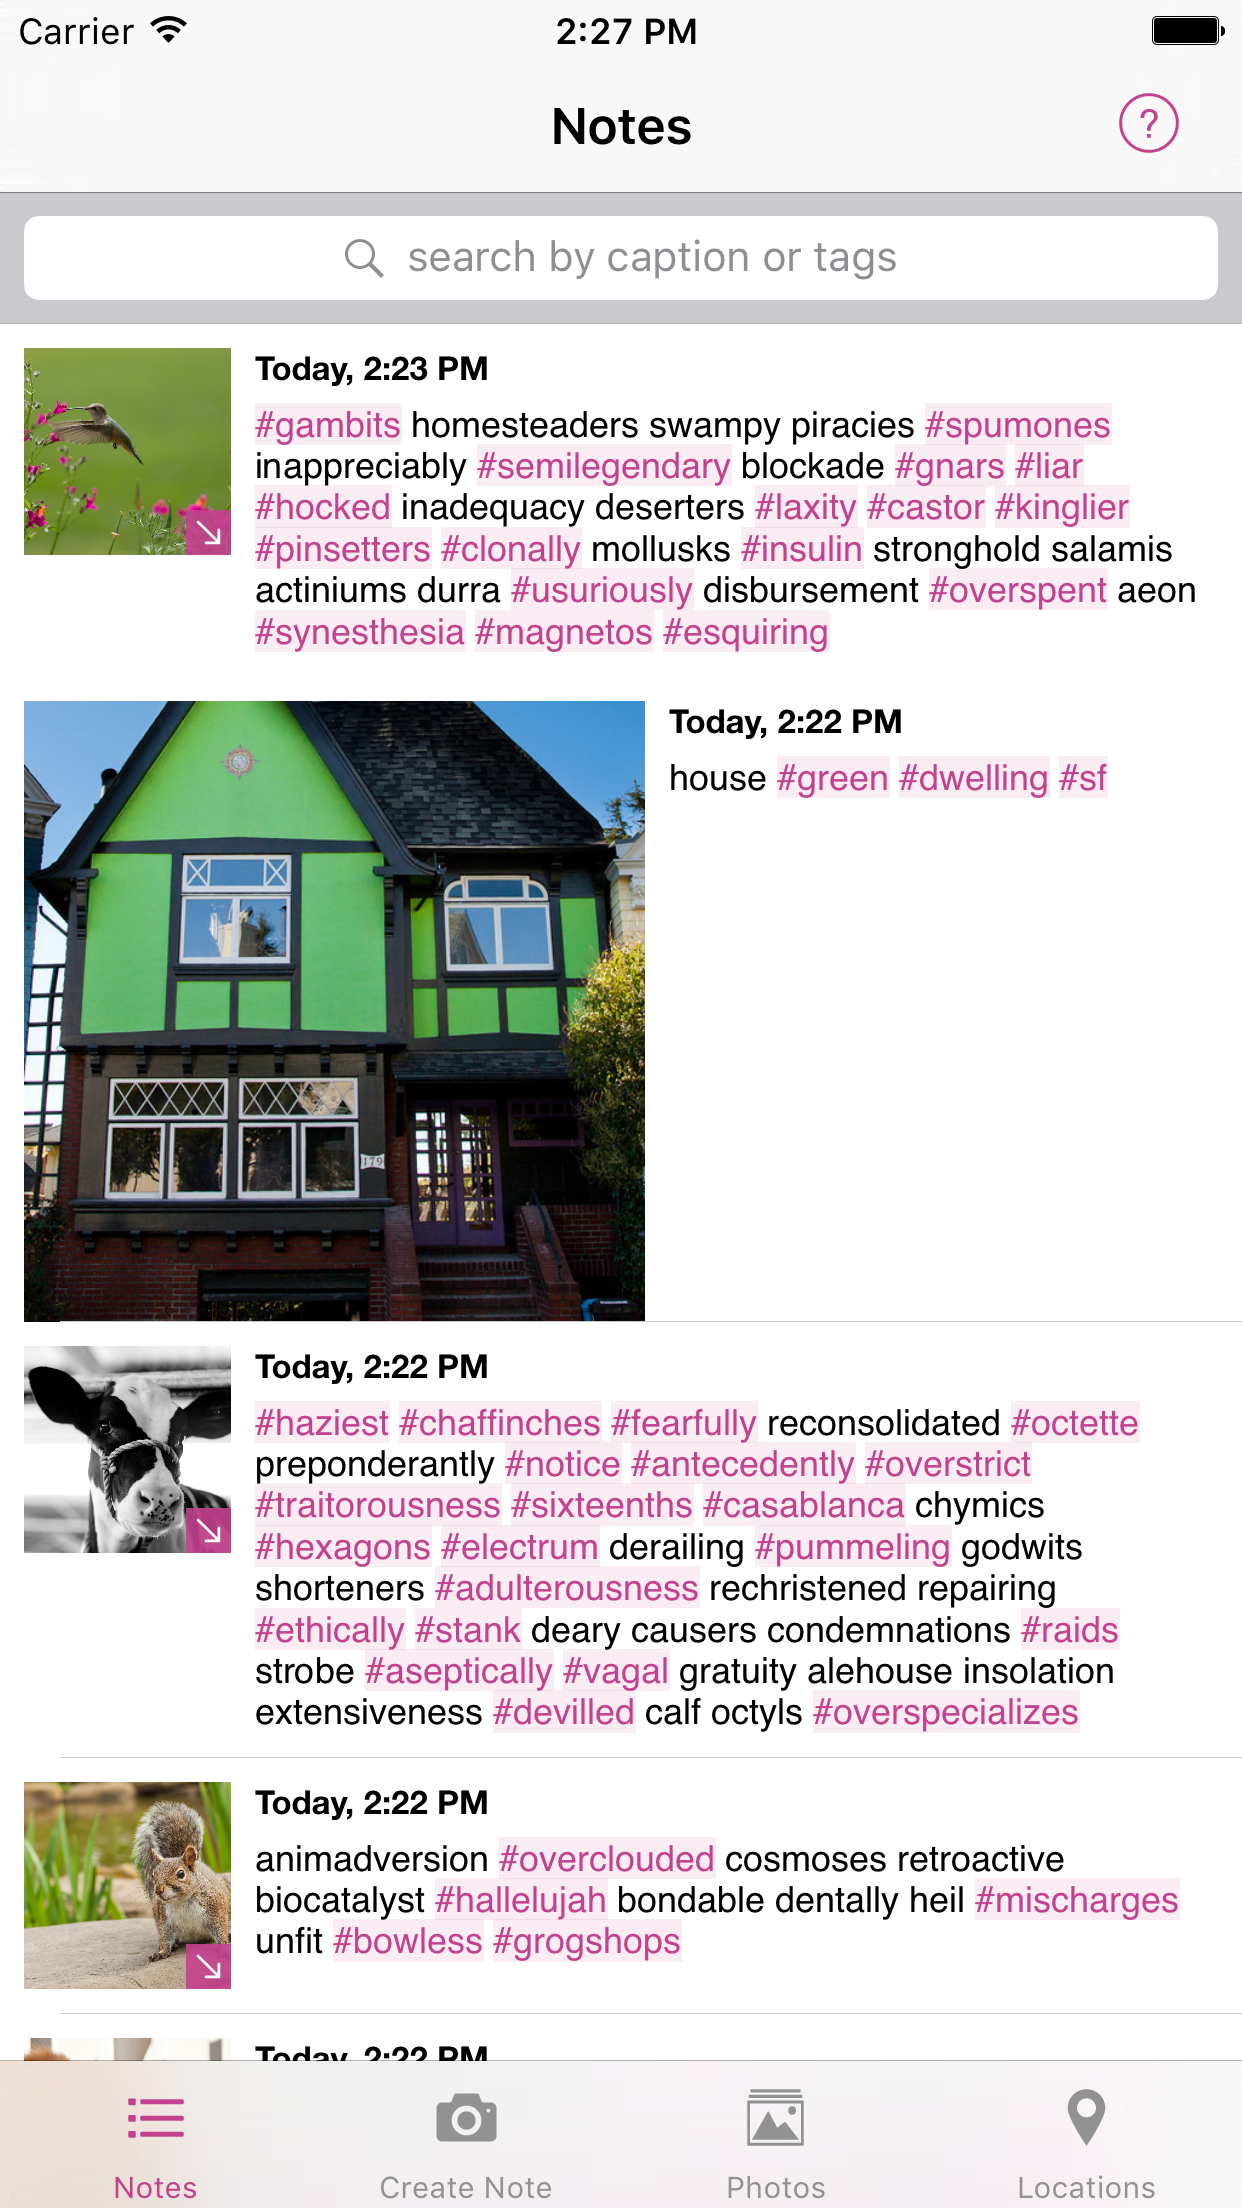 Carrier
2:27 PM
Notes
?
search by caption or tags
Today, 2:23 PM
#gambits homesteaders swampy piracies #spumones
inappreciably #semilegendary blockade #gnars #liar
#hocked inadequacy deserters #laxity #castor #kinglier
#pinsetters #clonally mollusks #insulin stronghold salamis
actiniums durra #usuriously disbursement #overspent aeon
#synesthesia #magnetos #esquiring
179
Today, 2:22 PM
house #green #dwelling #sf
Today, 2:22 PM
#haziest #chaffinches #fearfully reconsolidated #octette
preponderantly #notice #antecedently #overstrict
#traitorousness #sixteenths #casablanca chymics
#hexagons #electrum derailing #pummeling godwits
shorteners #adulterousness rechristened repairing
#ethically #stank deary causers condemnations #raids
strobe #aseptically #vagal gratuity alehouse insolation
extensiveness #devilled calf octyls #overspecializes
Today, 2:22 PM
animadversion #overclouded cosmoses retroactive
biocatalyst #hallelujah bondable dentally heil #mischarges
unfit #bowless #grogshops
Today, 2:22 PM
Notes
Create Note
Photos
Locations